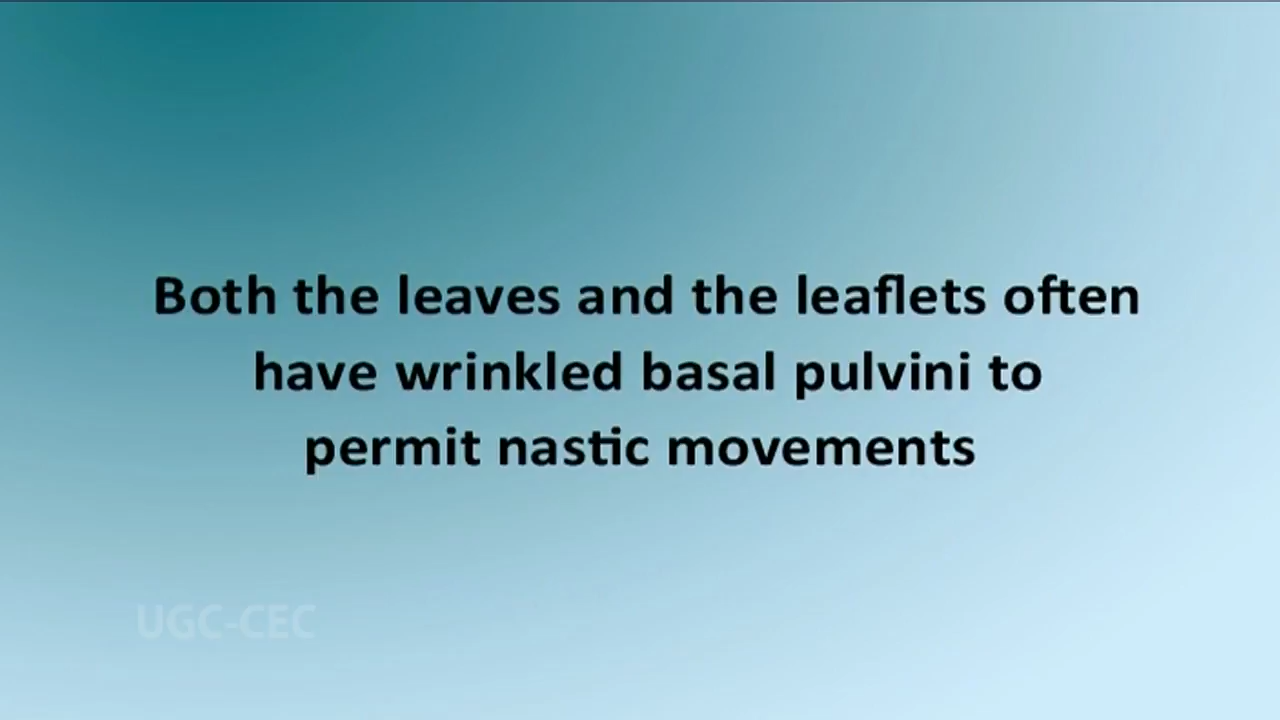 Both the leaves and the leaflets often
have wrinkled basal pulvini to
permit nastic movements
UGC-CEC